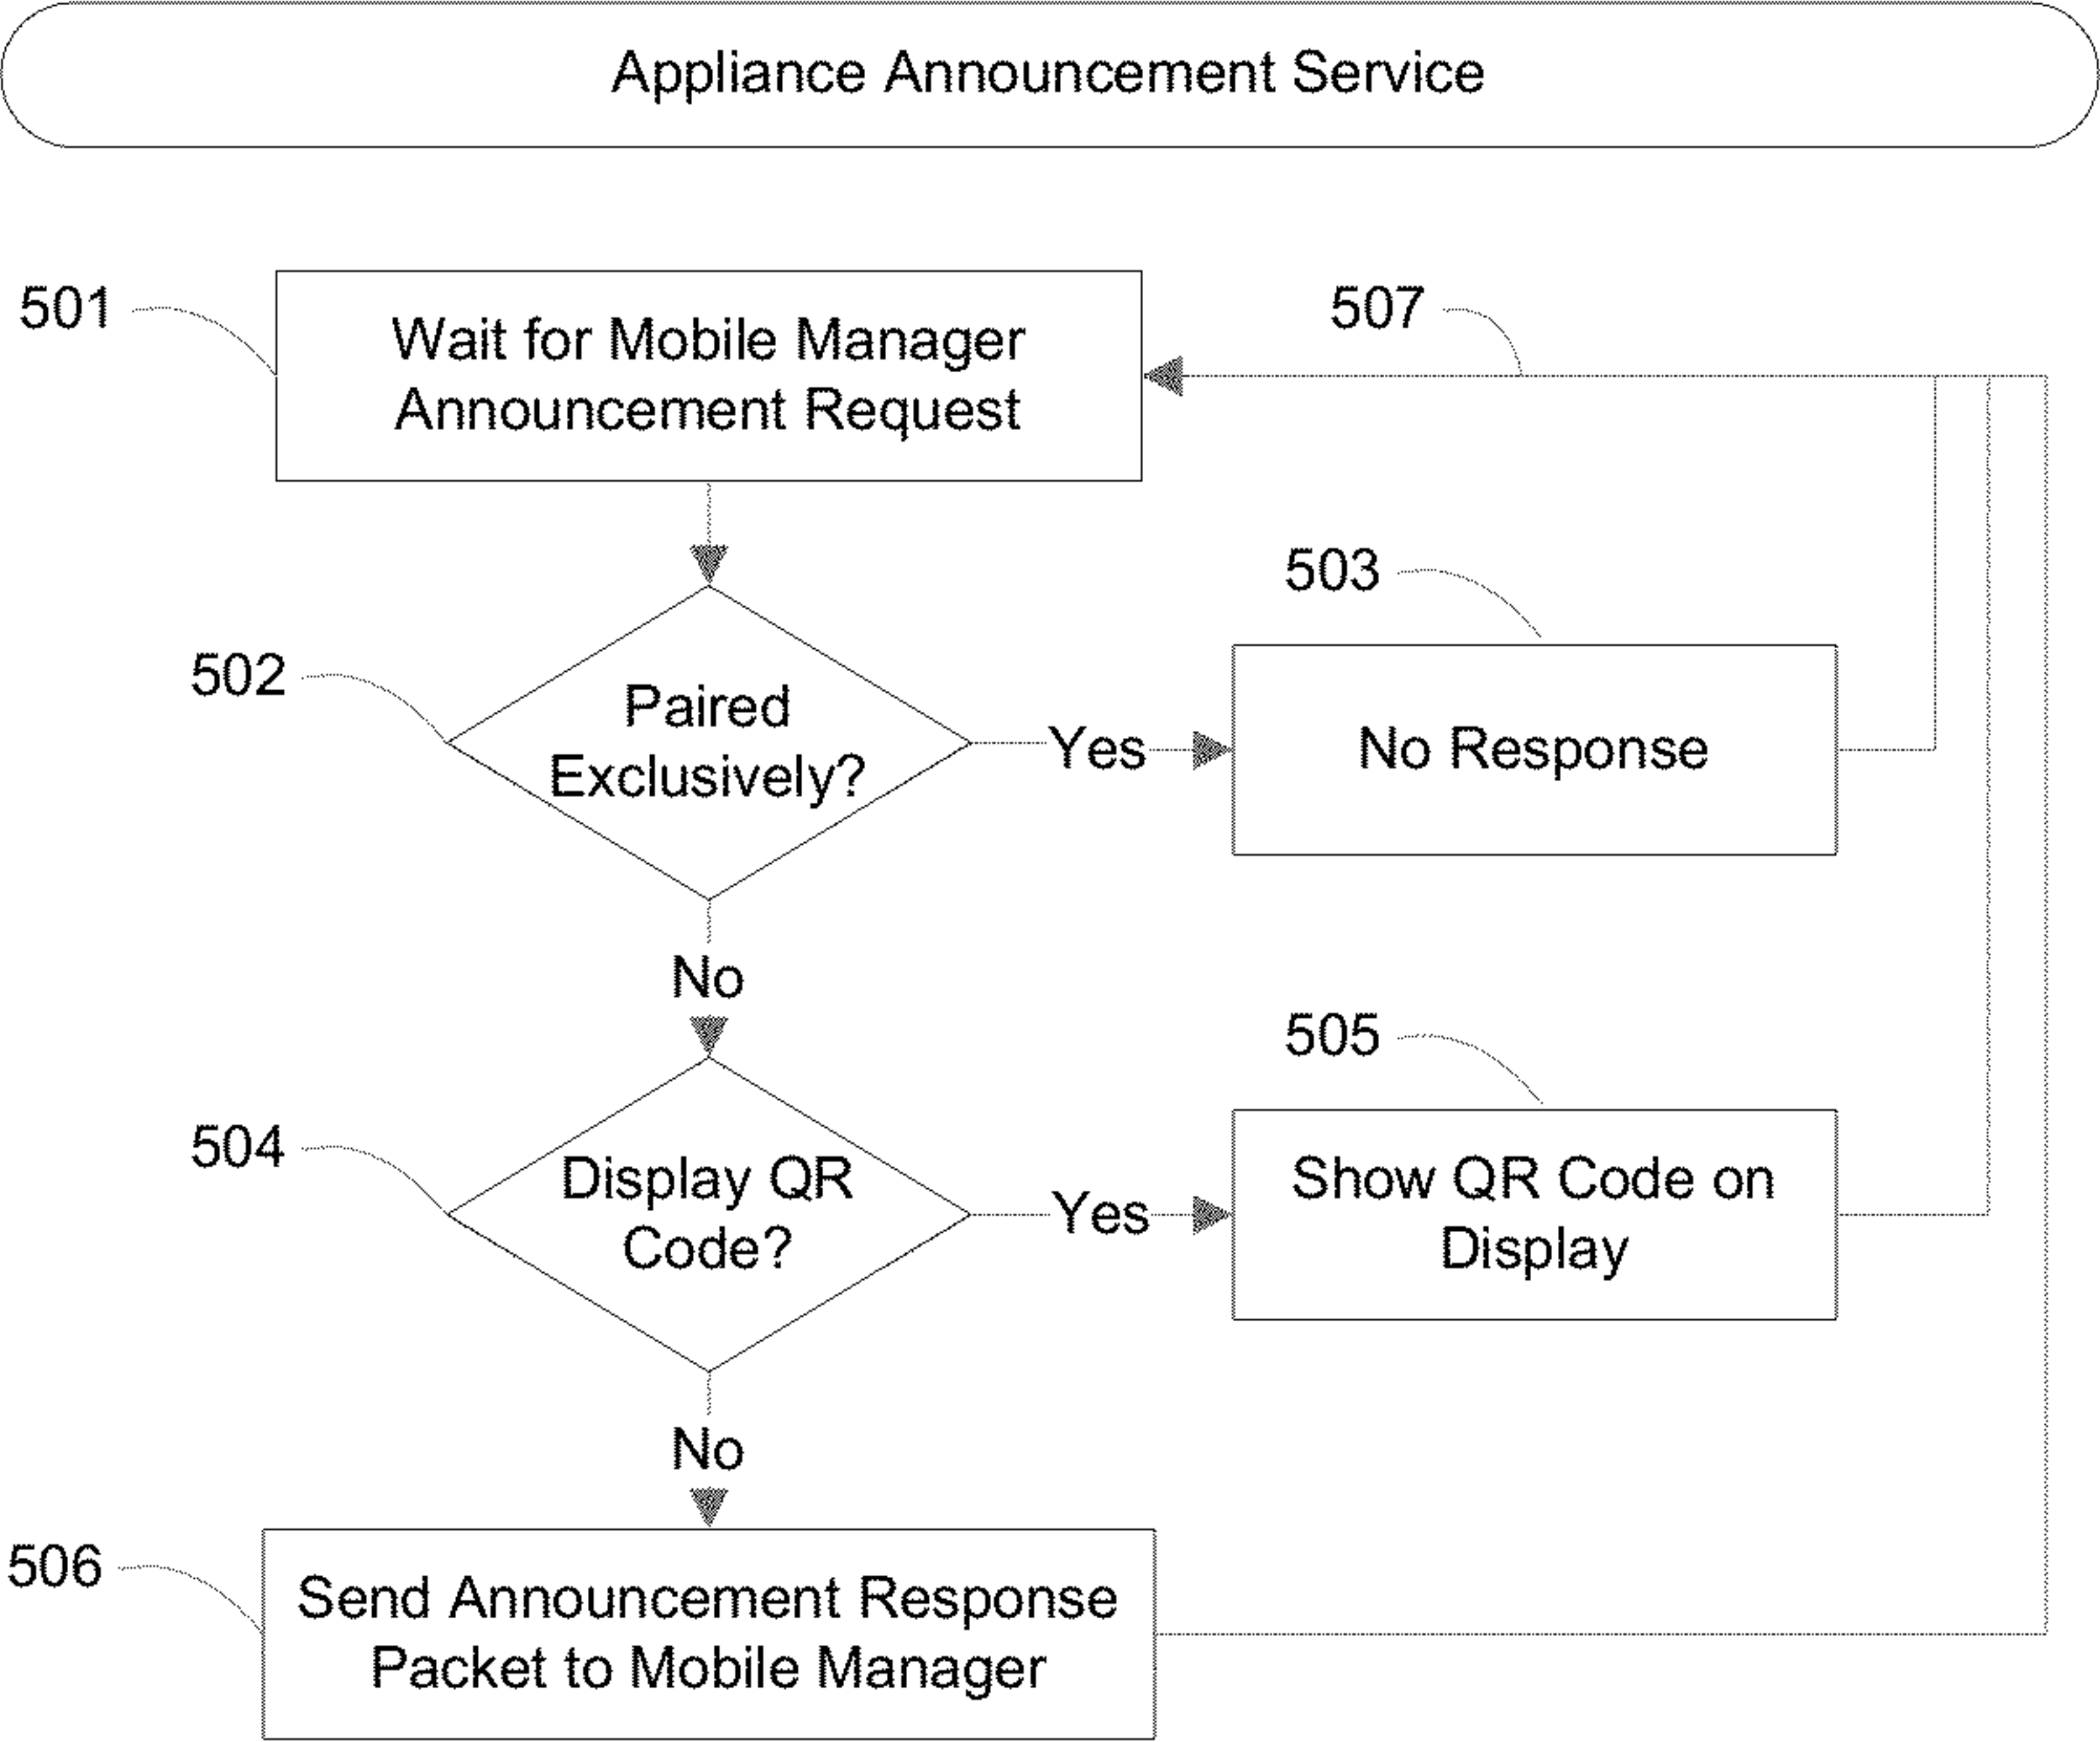 Appliance Announcement Service
501
Wait for Mobile Manager
Announcement Request
507
502
Paired
Exclusively?
Yes
503
No Response
No
504
Display QR
Code?
Yes
505
Show QR Code on
Display
No
506
Send Announcement Response
Packet to Mobile Manager